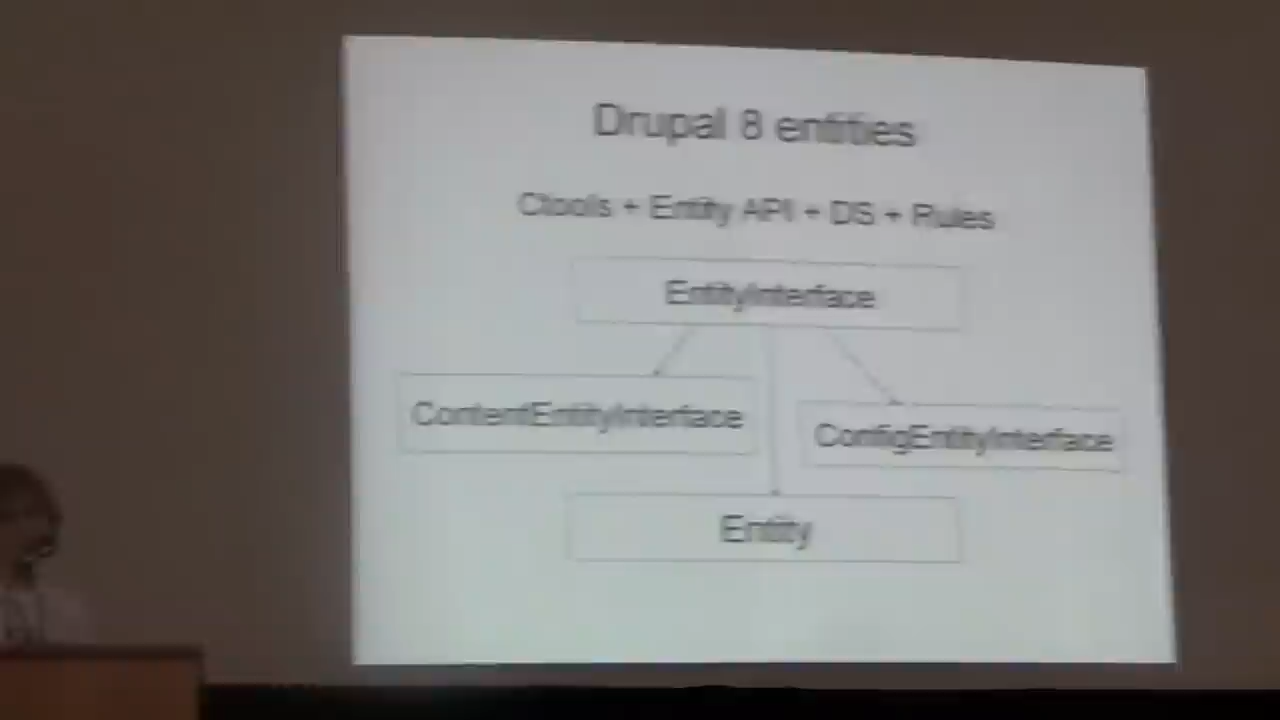 Drupal 8 entities
Ctools + Entity API + DS + Rules
EntityInterface
ContentEntityInterface
ConfigEntityInterface
Entity